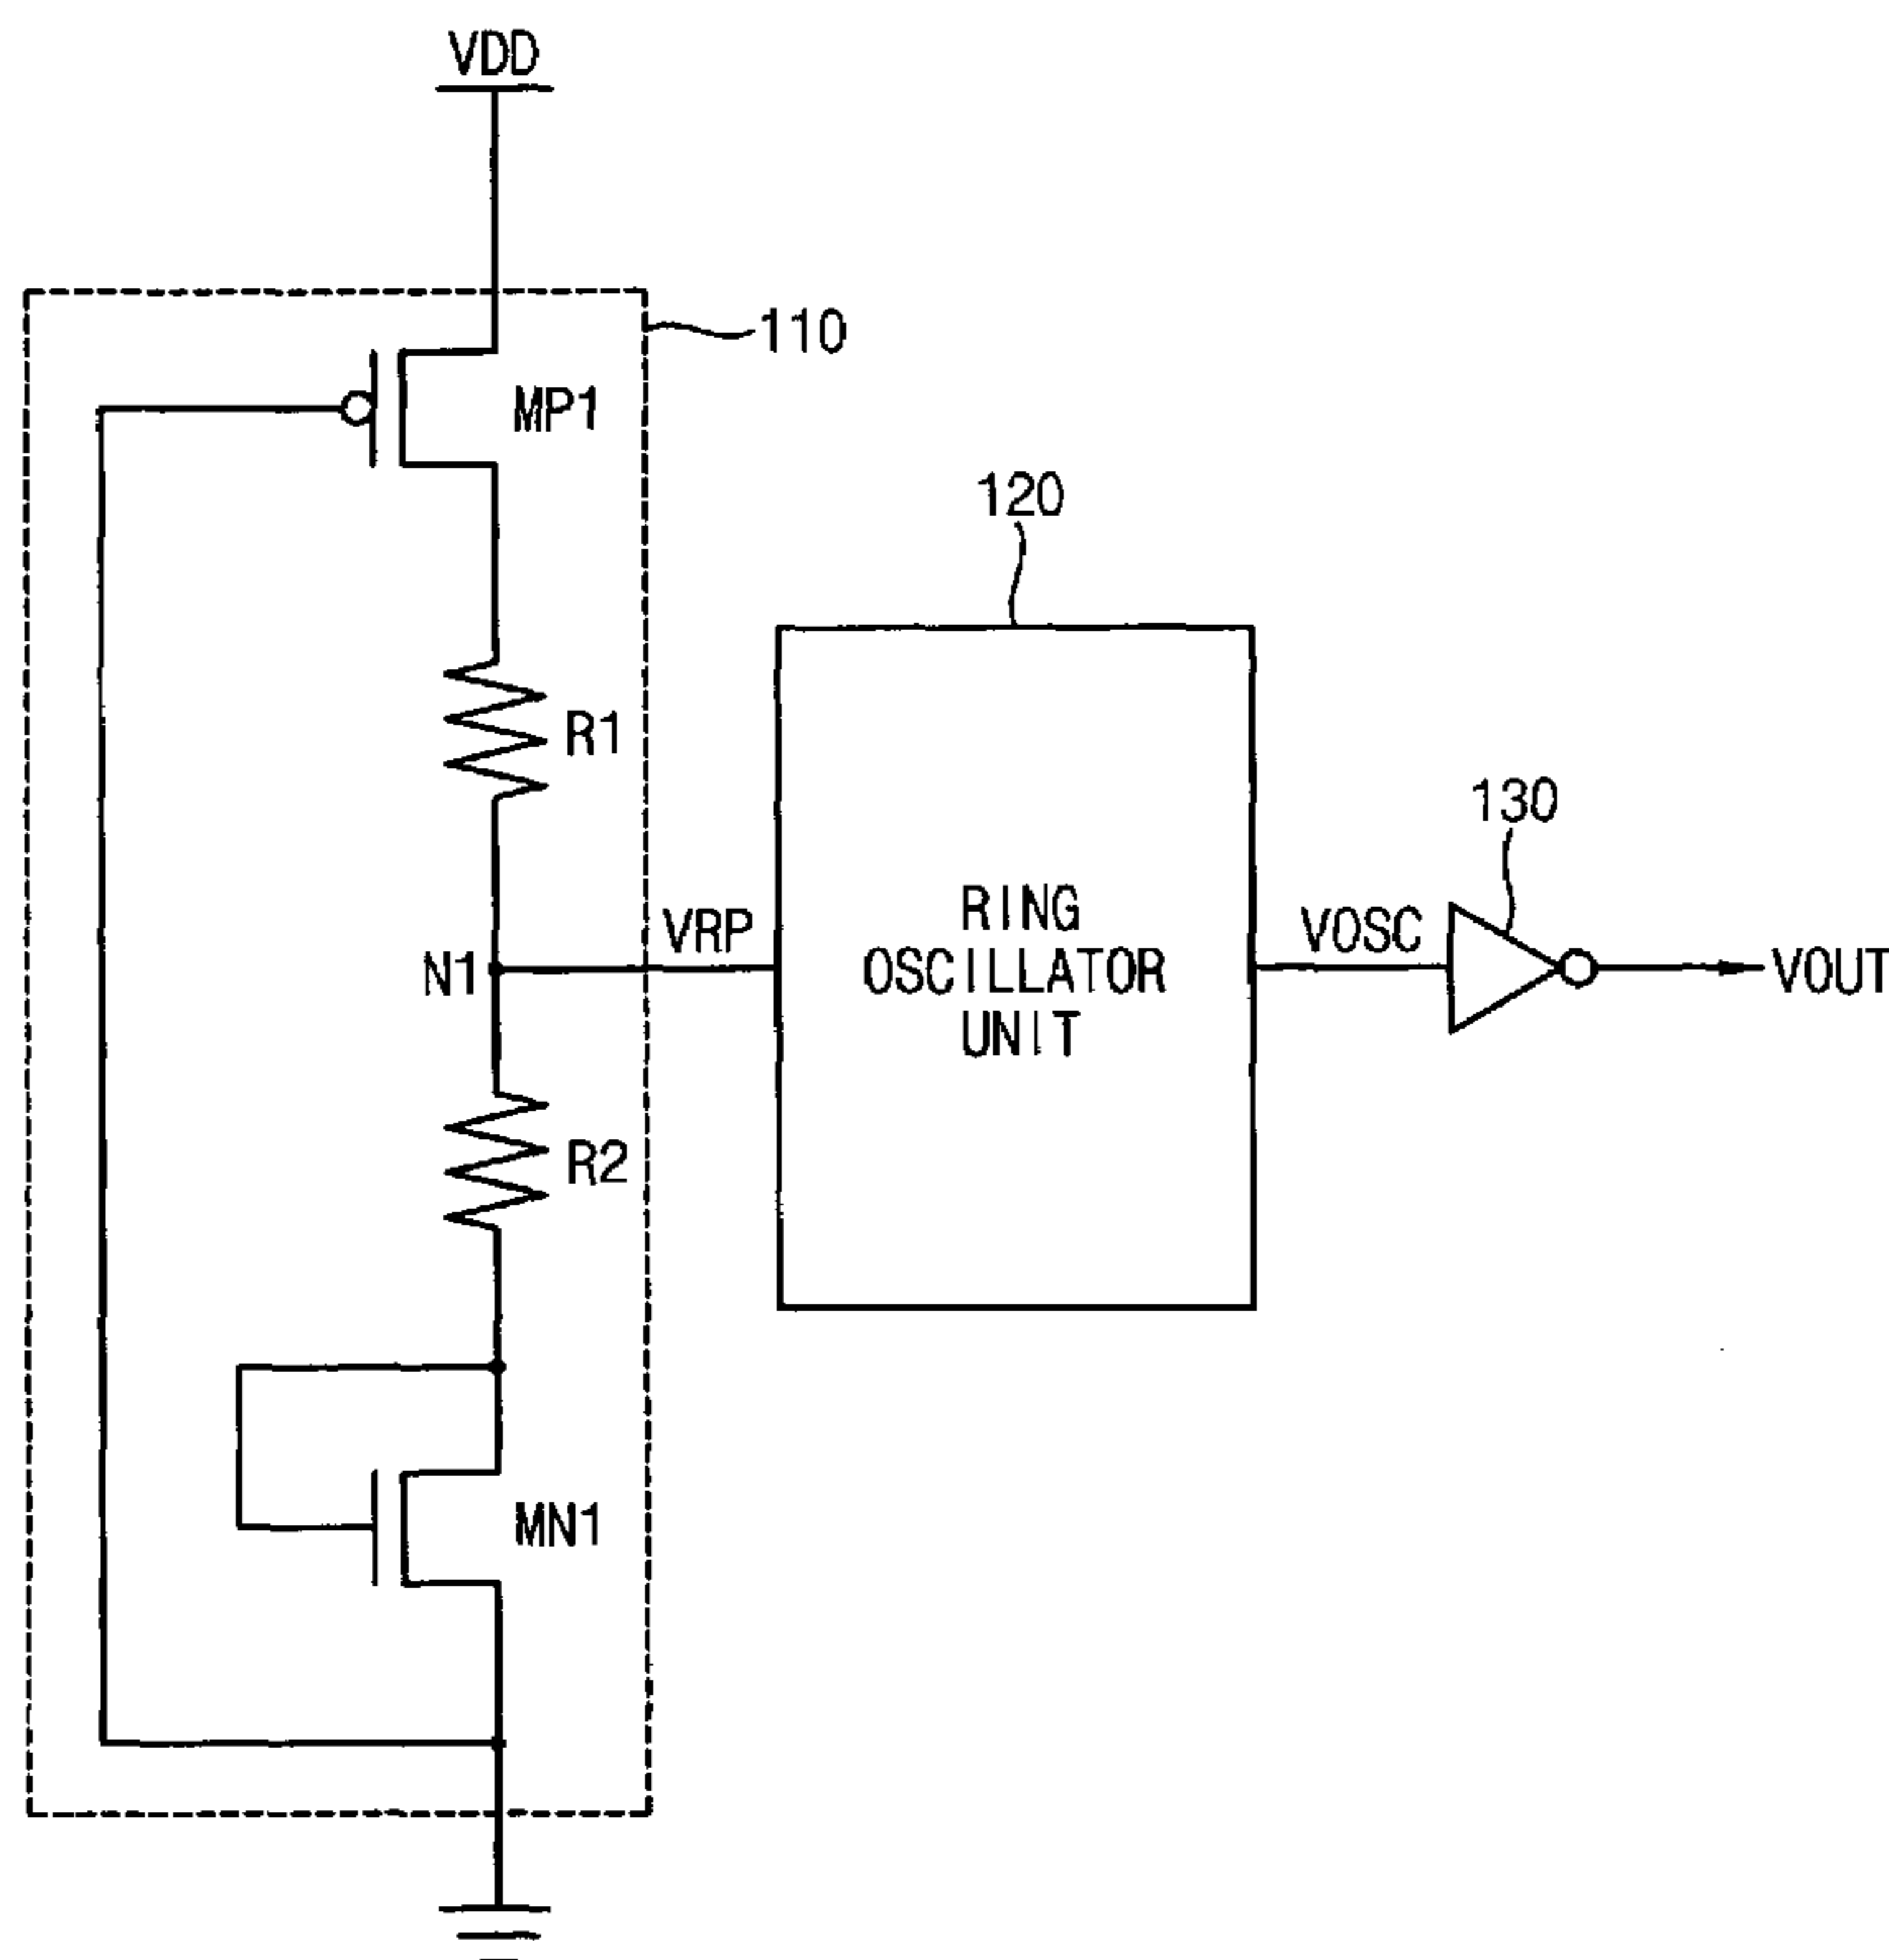 VDD
110
MP1
120
R1
130
RING
OSCILLATOR
UNIT
VRP
VOSC
N1
VOUT
R2
MN1